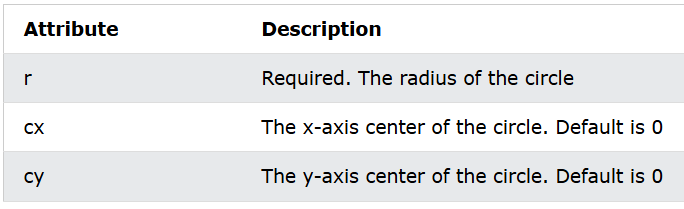 Attribute Description
r Required. The radius of the circle
cx The x-axis center of the circle. Default is 0
cy The y-axis center of the circle. Default is 0